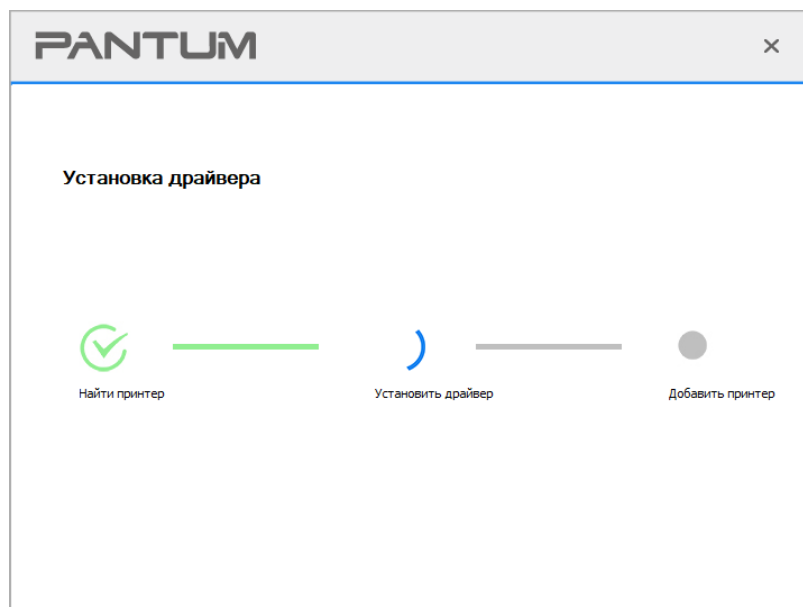 PANTUM
Установка драйвера
Найти принтер
Установить драйвер
Добавить принтер